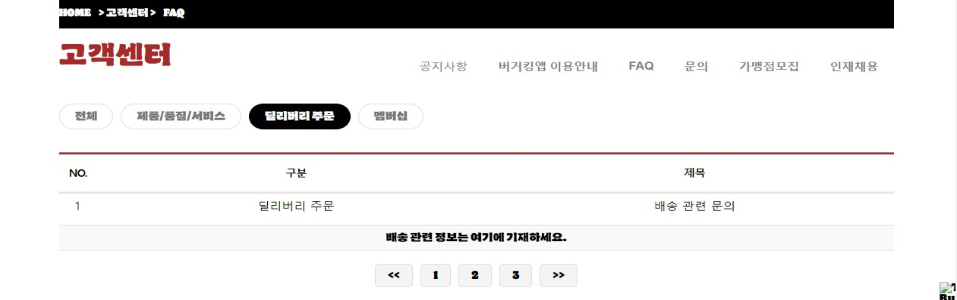 HOME > 고객센터 > FAQ
고객센터
공지사항 버거킹앱 이용안내 FAQ 문의 가맹점모집 인재채용
전체 제품/품질/서비스 딜리버리 주문 멤버십
NO. 구분 제목
1 딜리버리 주문 배송 관련 문의
배송 관련 정보는 여기에 기재하세요.
<< 1 2 3 >>